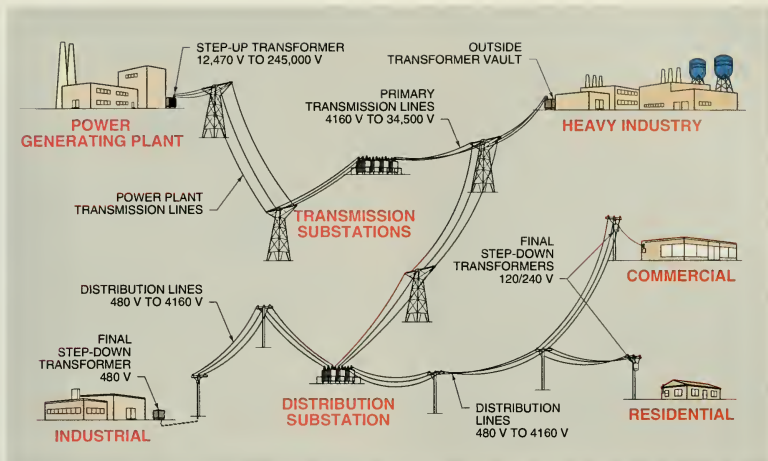 STEP-UP TRANSFORMER
12,470 V TO 245,000 V
OUTSIDE
TRANSFORMER VAULT
PRIMARY
TRANSMISSION LINES
4160 V TO 34,500 V
POWER
GENERATING PLANT
HEAVY INDUSTRY
POWER PLANT
TRANSMISSION LINES
TRANSMISSION
SUBSTATIONS
FINAL
STEP-DOWN
TRANSFORMERS
120/240 V
COMMERCIAL
DISTRIBUTION LINES
480 V TO 4160 V
FINAL
STEP-DOWN
TRANSFORMER
480 V
INDUSTRIAL
DISTRIBUTION
SUBSTATION
DISTRIBUTION
LINES
480 V TO 4160 V
RESIDENTIAL